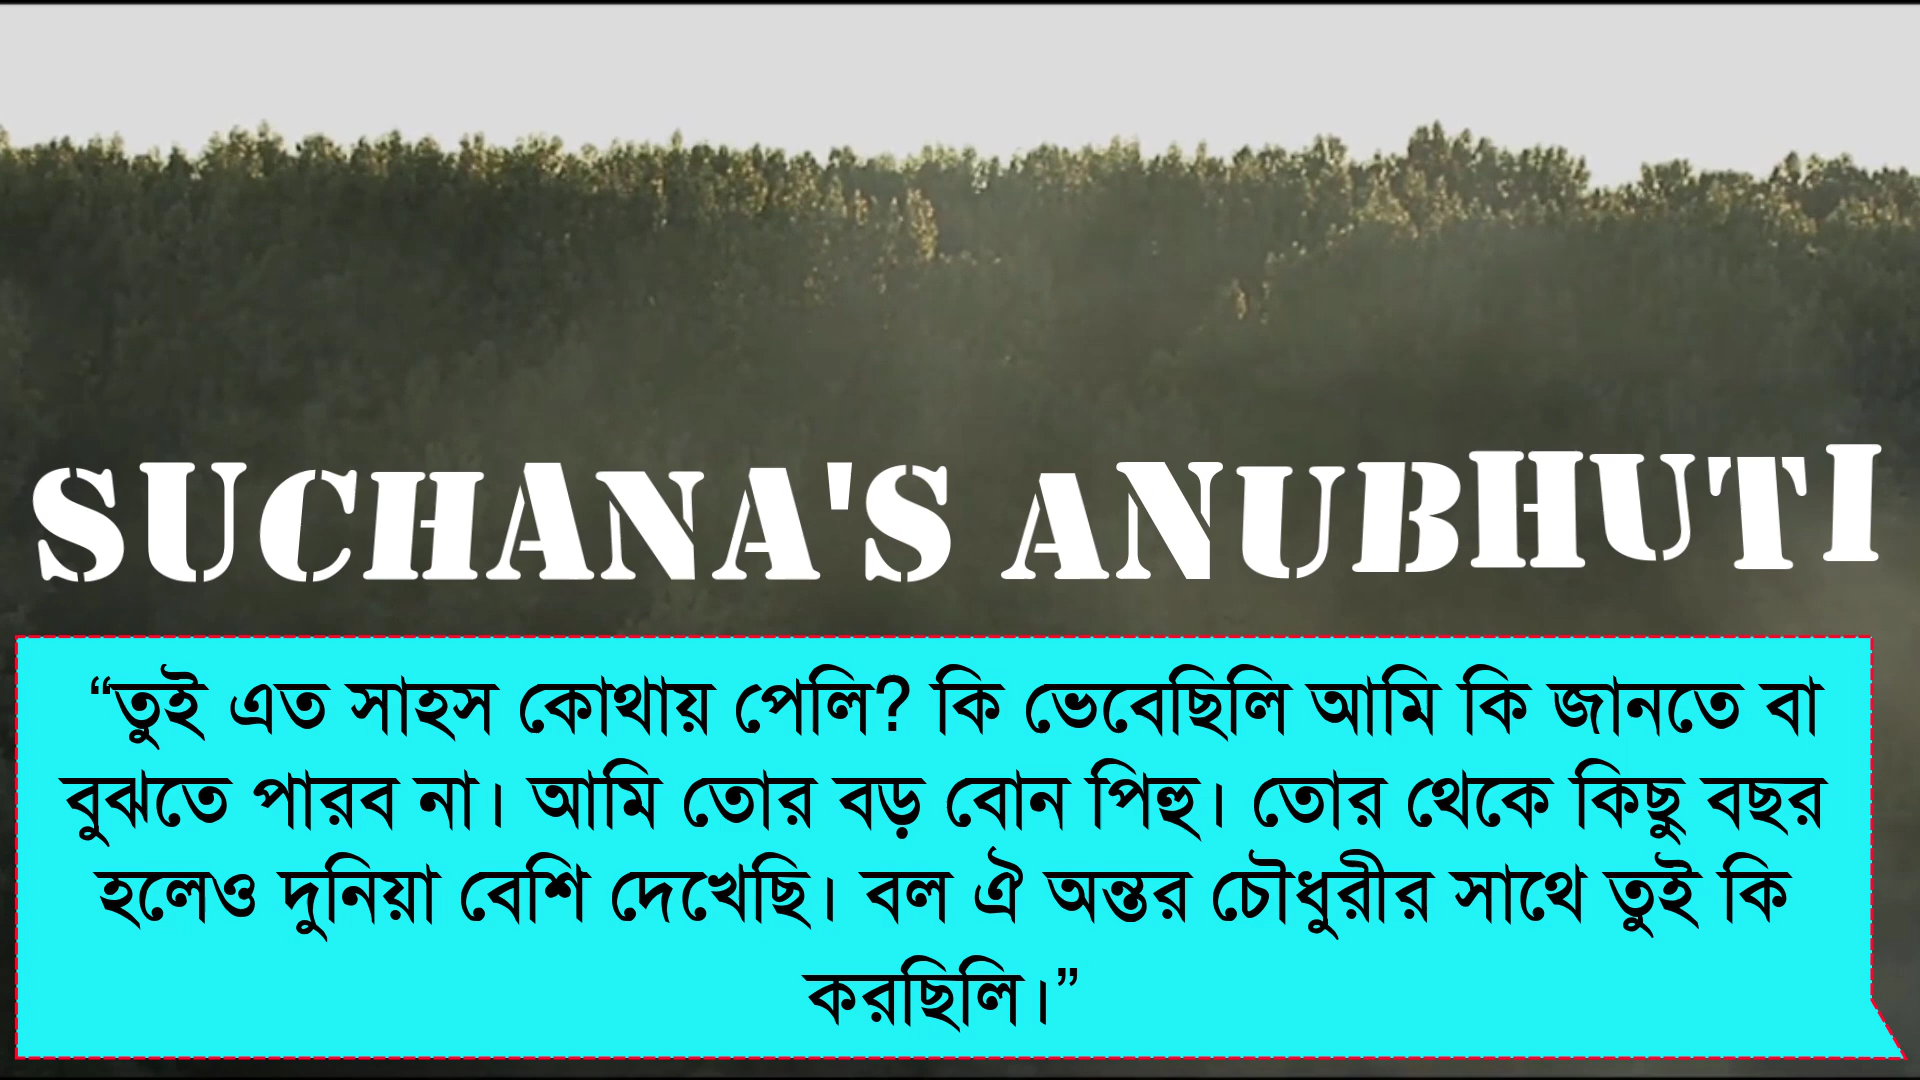 SUCHANA'S ANUBHUTI
“তুই এত সাহস কোথায় পেলি? কি ভেবেছিলি আমি কি জানতে বা
বুঝতে পারব না। আমি তোর বড় বোন পিহু। তোর থেকে কিছু বছর
হলেও দুনিয়া বেশি দেখেছি। বল ঐ অন্তর চৌধুরীর সাথে তুই কি
করছিলি।”